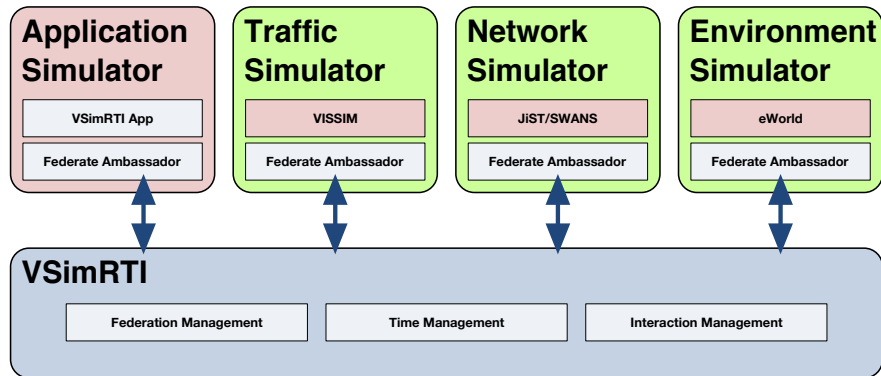 Application
Simulator
VSimRTI App
Federate Ambassador
Traffic
Simulator
VISSIM
Federate Ambassador
Network
Simulator
JiST/SWANS
Federate Ambassador
Environment
Simulator
eWorld
Federate Ambassador
VSimRTI
Federation Management
Time Management
Interaction Management